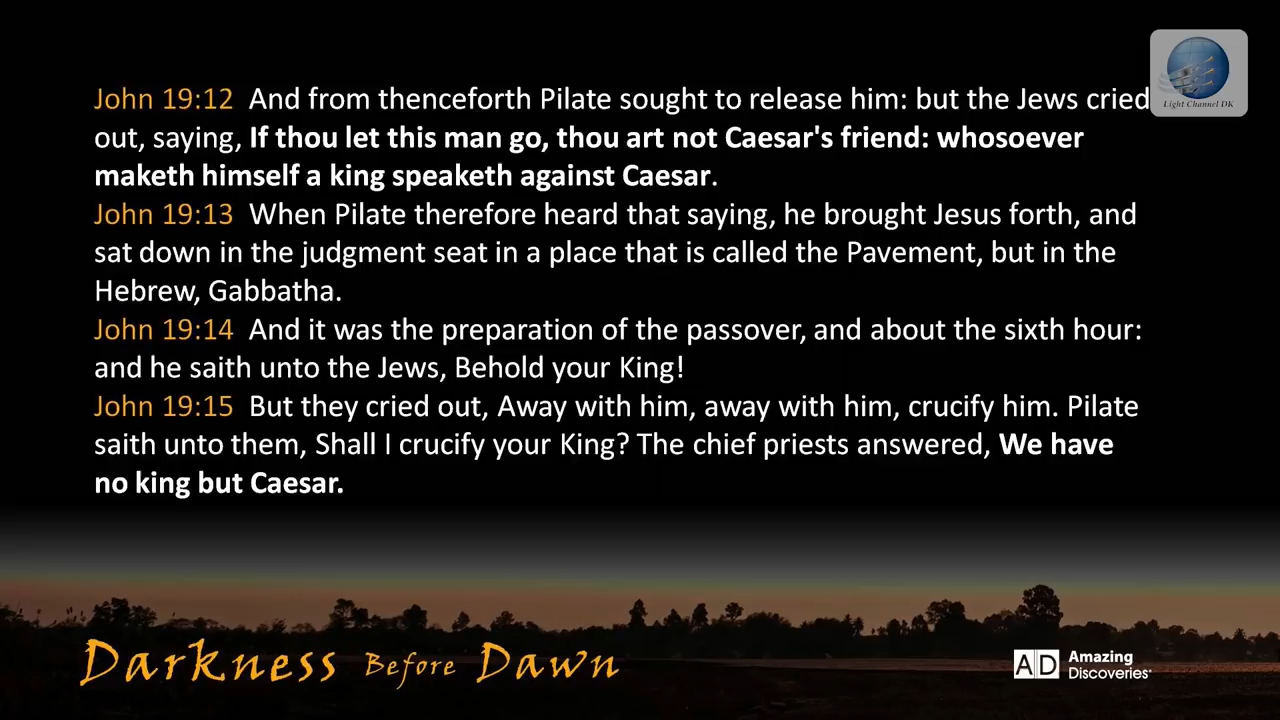 Light Channel DK
John 19:12 And from thenceforth Pilate sought to release him: but the Jews cried
out, saying, If thou let this man go, thou art not Caesar's friend: whosoever
maketh himself a king speaketh against Caesar.
John 19:13 When Pilate therefore heard that saying, he brought Jesus forth, and
sat down in the judgment seat in a place that is called the Pavement, but in the
Hebrew, Gabbatha.
John 19:14 And it was the preparation of the passover, and about the sixth hour:
and he saith unto the Jews, Behold your King!
John 19:15 But they cried out, Away with him, away with him, crucify him. Pilate
saith unto them, Shall I crucify your King? The chief priests answered, We have
no king but Caesar.
Darkness Before Dawn
AD Amazing
Discoveries